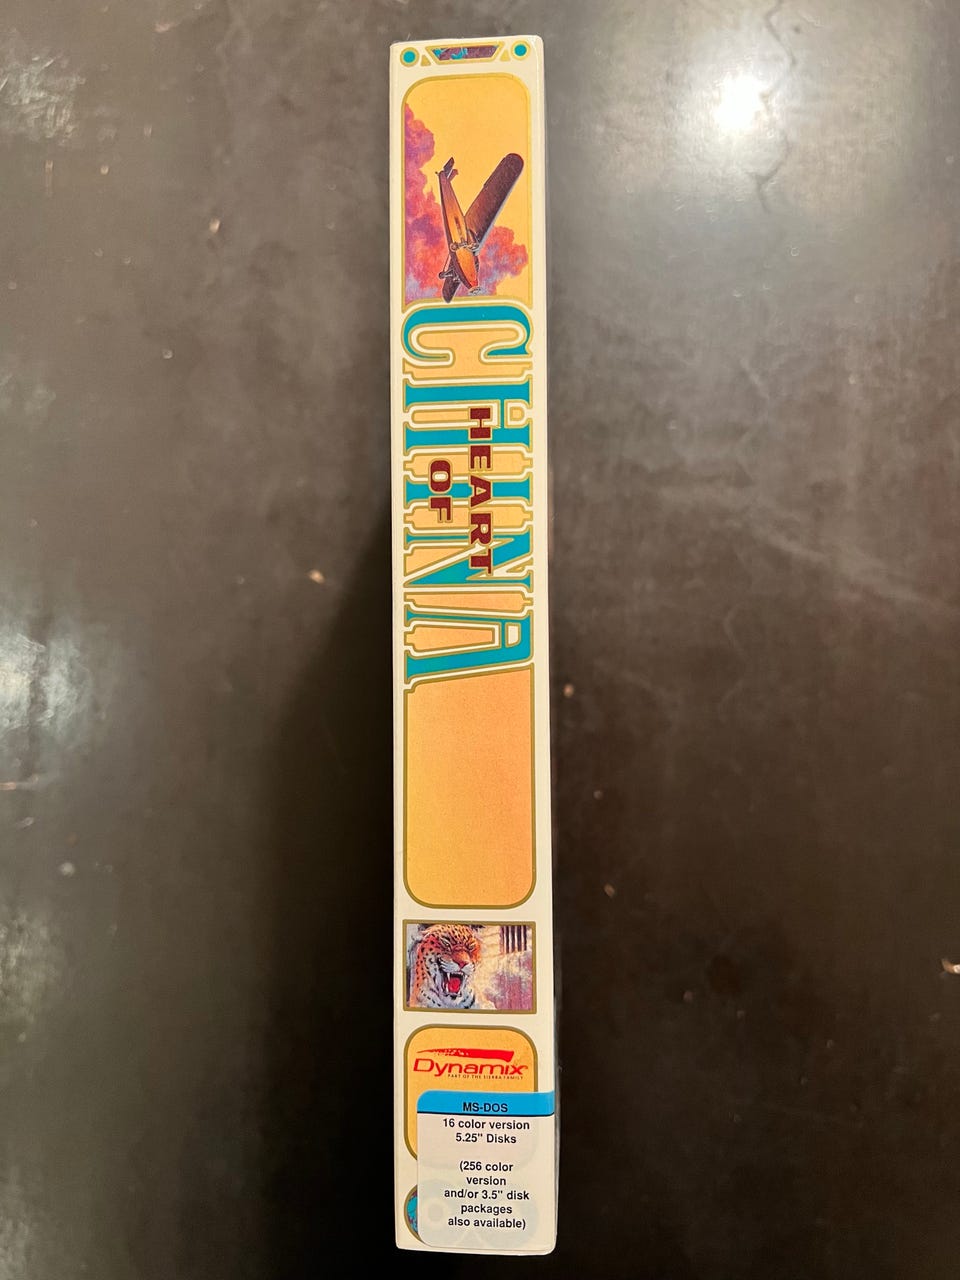 HEART
OF
CHINA
Dynamix
PART OF THE SIERRA FAMILY
MS-DOS
16 color version
5.25" Disks
(256 color
version
and/or 3.5" disk
packages
also available)